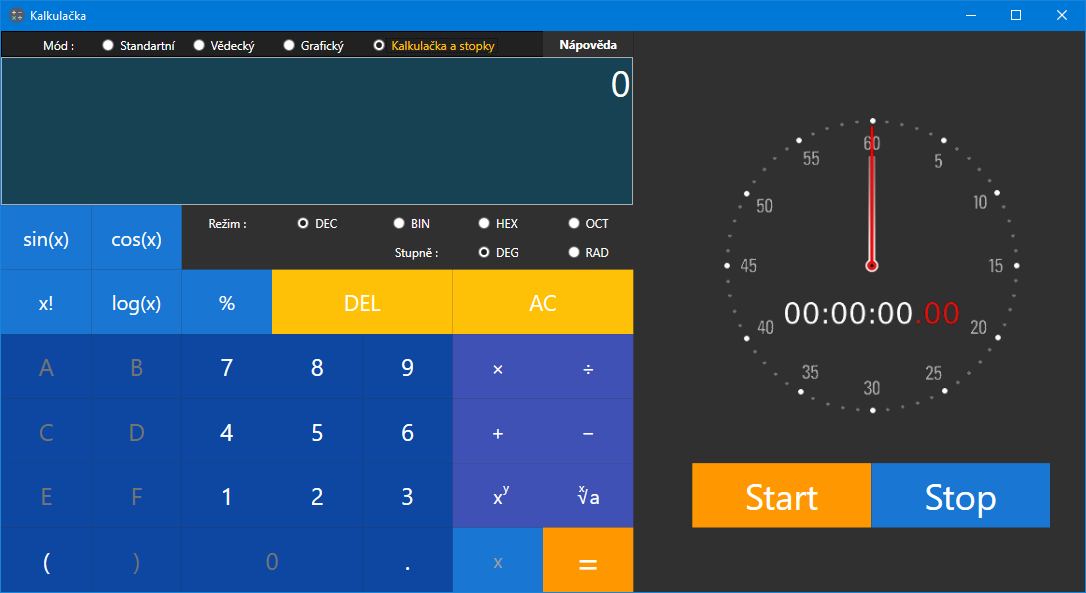 Kalkulačka
Mód : Standartní Vědecký Grafický Kalkulačka a stopky Nápověda
0
sin(x) cos(x) Režim : DEC BIN HEX OCT
Stupně : DEG RAD
x! log(x) % DEL AC
A B 7 8 9 × ÷
C D 4 5 6 + −
E F 1 2 3 xʸ ˣ√a
( ) 0 . x =
60
55 5
50 10
45 15
00:00:00.00
40 20
35 25
30
Start Stop